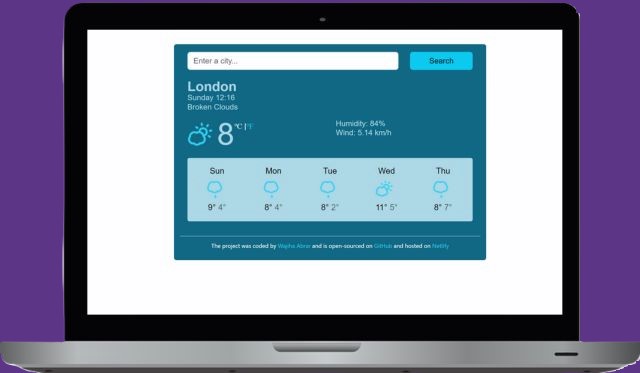 Enter a city...
Search
London
Sunday 12:16
Broken Clouds
8 °C | °F
Humidity: 84%
Wind: 5.14 km/h
Sun Mon Tue Wed Thu
9° 4° 8° 4° 8° 2° 11° 5° 8° 7°
The project was coded by Wajiha Abrar and is open-sourced on GitHub and hosted on Netlify